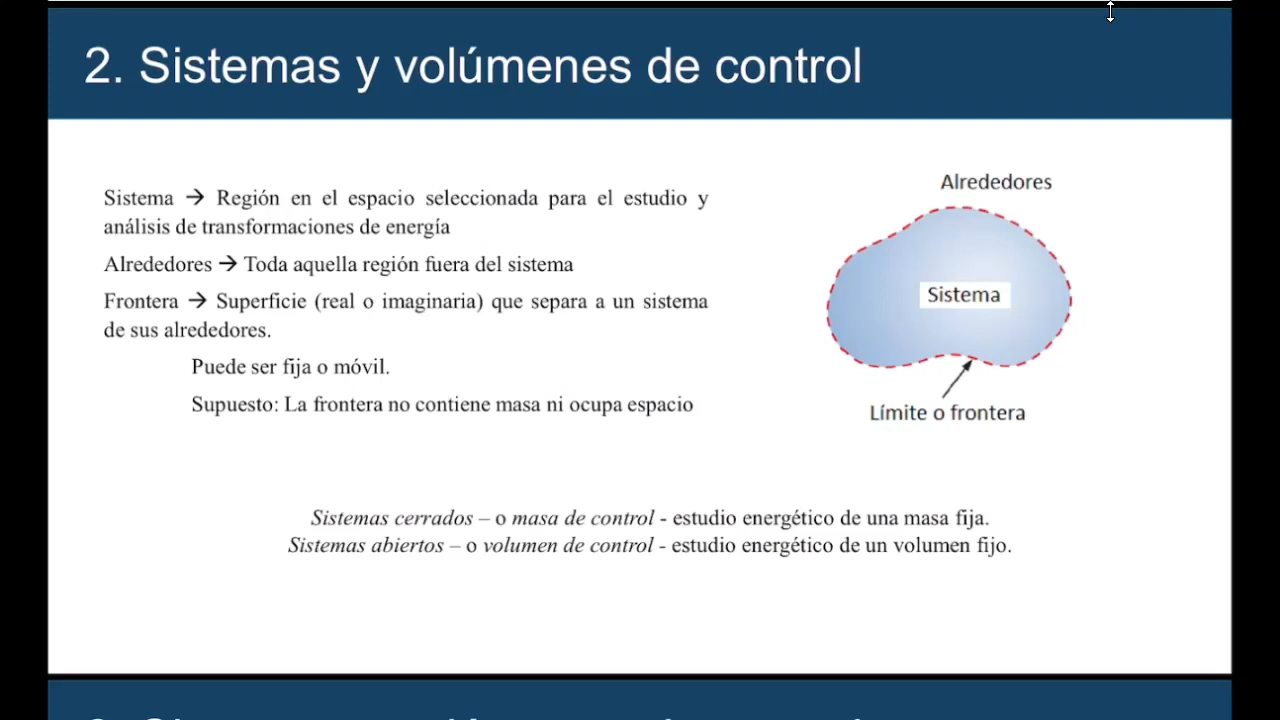 2. Sistemas y volúmenes de control
Sistema → Región en el espacio seleccionada para el estudio y
análisis de transformaciones de energía
Alrededores → Toda aquella región fuera del sistema
Frontera → Superficie (real o imaginaria) que separa a un sistema
de sus alrededores.
Puede ser fija o móvil.
Supuesto: La frontera no contiene masa ni ocupa espacio
Alrededores
Sistema
Límite o frontera
Sistemas cerrados – o masa de control - estudio energético de una masa fija.
Sistemas abiertos – o volumen de control - estudio energético de un volumen fijo.